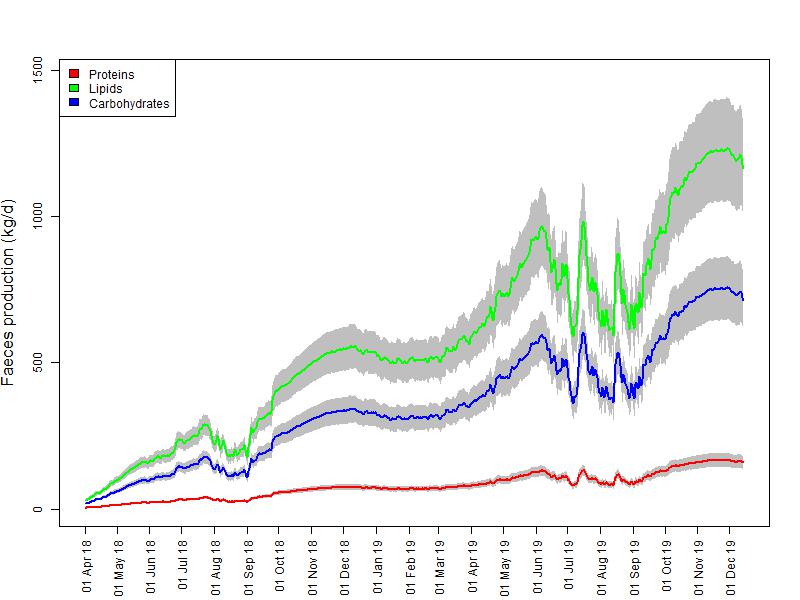 Proteins
Lipids
Carbohydrates
Faeces production (kg/d)
1500
1000
500
0
01 Apr 18
01 May 18
01 Jun 18
01 Jul 18
01 Aug 18
01 Sep 18
01 Oct 18
01 Nov 18
01 Dec 18
01 Jan 19
01 Feb 19
01 Mar 19
01 Apr 19
01 May 19
01 Jun 19
01 Jul 19
01 Aug 19
01 Sep 19
01 Oct 19
01 Nov 19
01 Dec 19